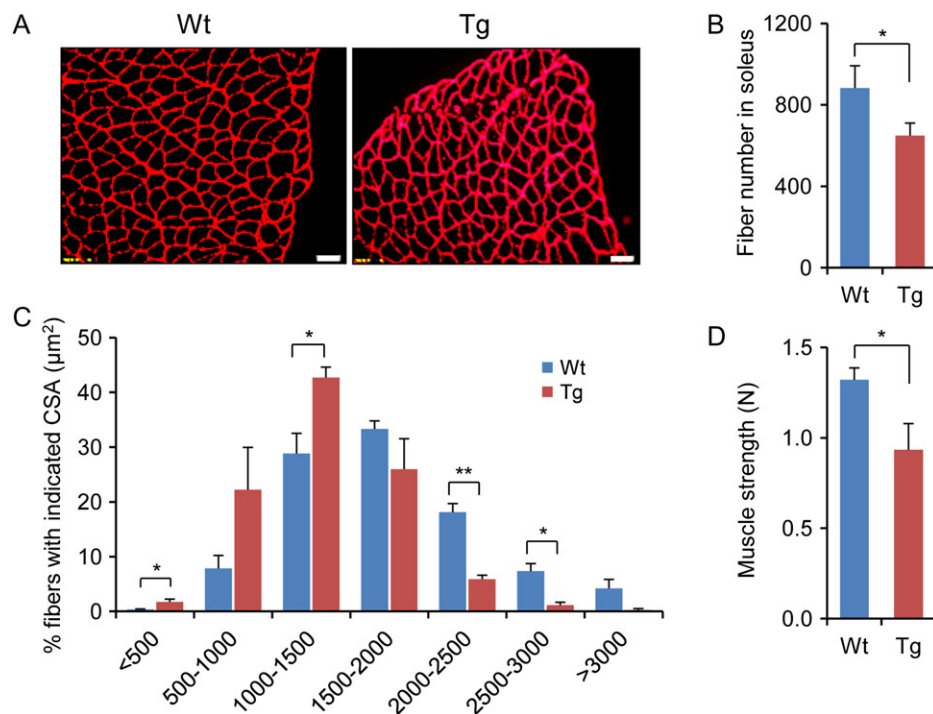 A
Wt
Tg
B
Fiber number in soleus
1200
800
400
0
*
Wt
Tg
C
% fibers with indicated CSA (µm²)
50
40
30
20
10
0
*
*
**
*
Wt
Tg
<500
500-1000
1000-1500
1500-2000
2000-2500
2500-3000
>3000
D
Muscle strength (N)
1.5
1.0
0.5
0.0
*
Wt
Tg